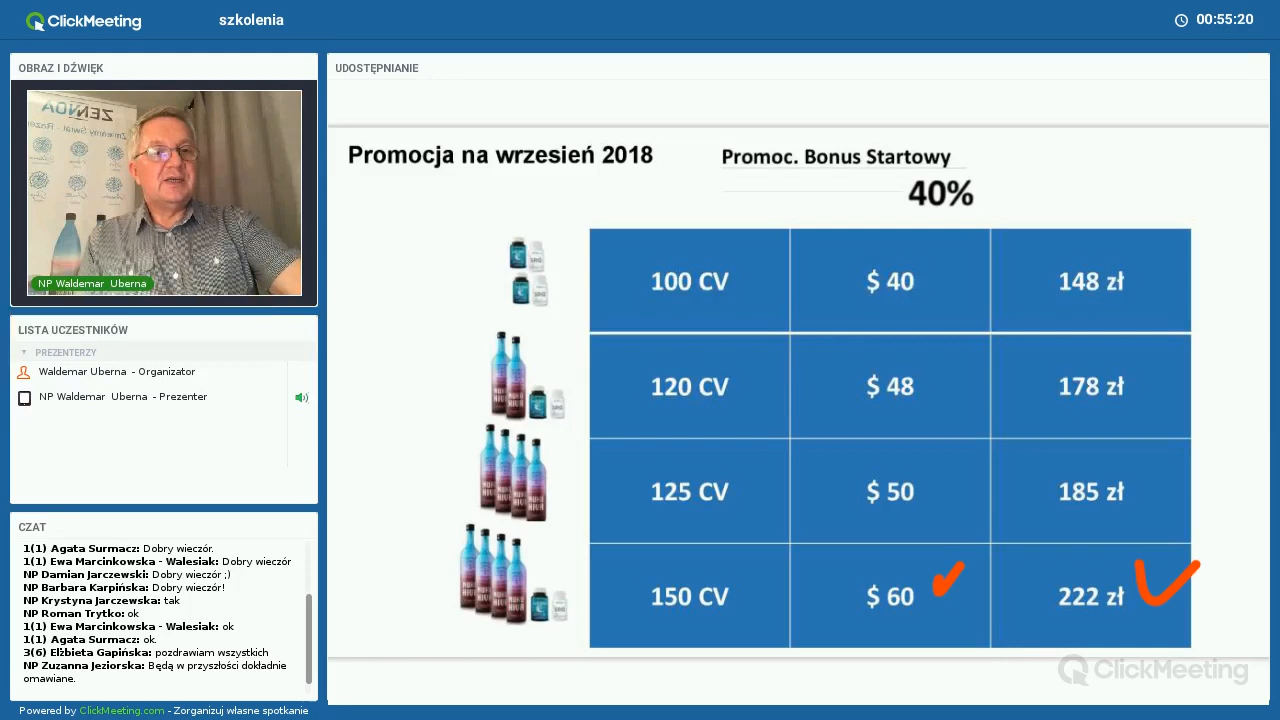 ClickMeeting
szkolenia
00:55:20
OBRAZ I DŹWIĘK
ZENNOA
NP Waldemar Uberna
LISTA UCZESTNIKÓW
PREZENTERZY
Waldemar Uberna - Organizator
NP Waldemar Uberna - Prezenter
CZAT
1(1) Agata Surmacz: Dobry wieczór.
1(1) Ewa Marcinkowska - Walesiak: Dobry wieczór
NP Damian Jarczewski: Dobry wieczór ;)
NP Barbara Karpińska: Dobry wieczór!
NP Krystyna Jarczewska: tak
NP Roman Trytko: ok
1(1) Ewa Marcinkowska - Walesiak: ok
1(1) Agata Surmacz: ok.
3(6) Elżbieta Gapińska: pozdrawiam wszystkich
NP Zuzanna Jeziorska: Będą w przyszłości dokładnie
omawiane.
Powered by ClickMeeting.com - Zorganizuj własne spotkanie
UDOSTĘPNIANIE
Promocja na wrzesień 2018
Promoc. Bonus Startowy
40%
100 CV $ 40 148 zł
120 CV $ 48 178 zł
125 CV $ 50 185 zł
150 CV $ 60 222 zł
ClickMeeting